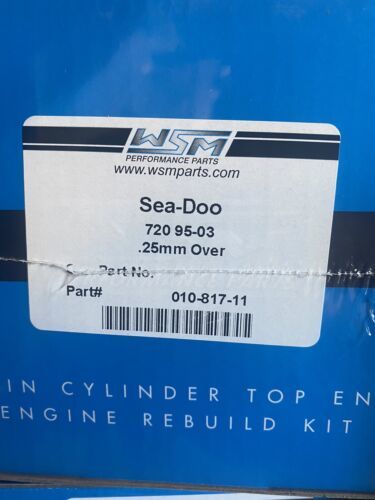 WSM
PERFORMANCE PARTS
www.wsmparts.com
Sea-Doo
720 95-03
.25mm Over
Part No.
Part# 010-817-11
IN CYLINDER TOP EN
ENGINE REBUILD KIT